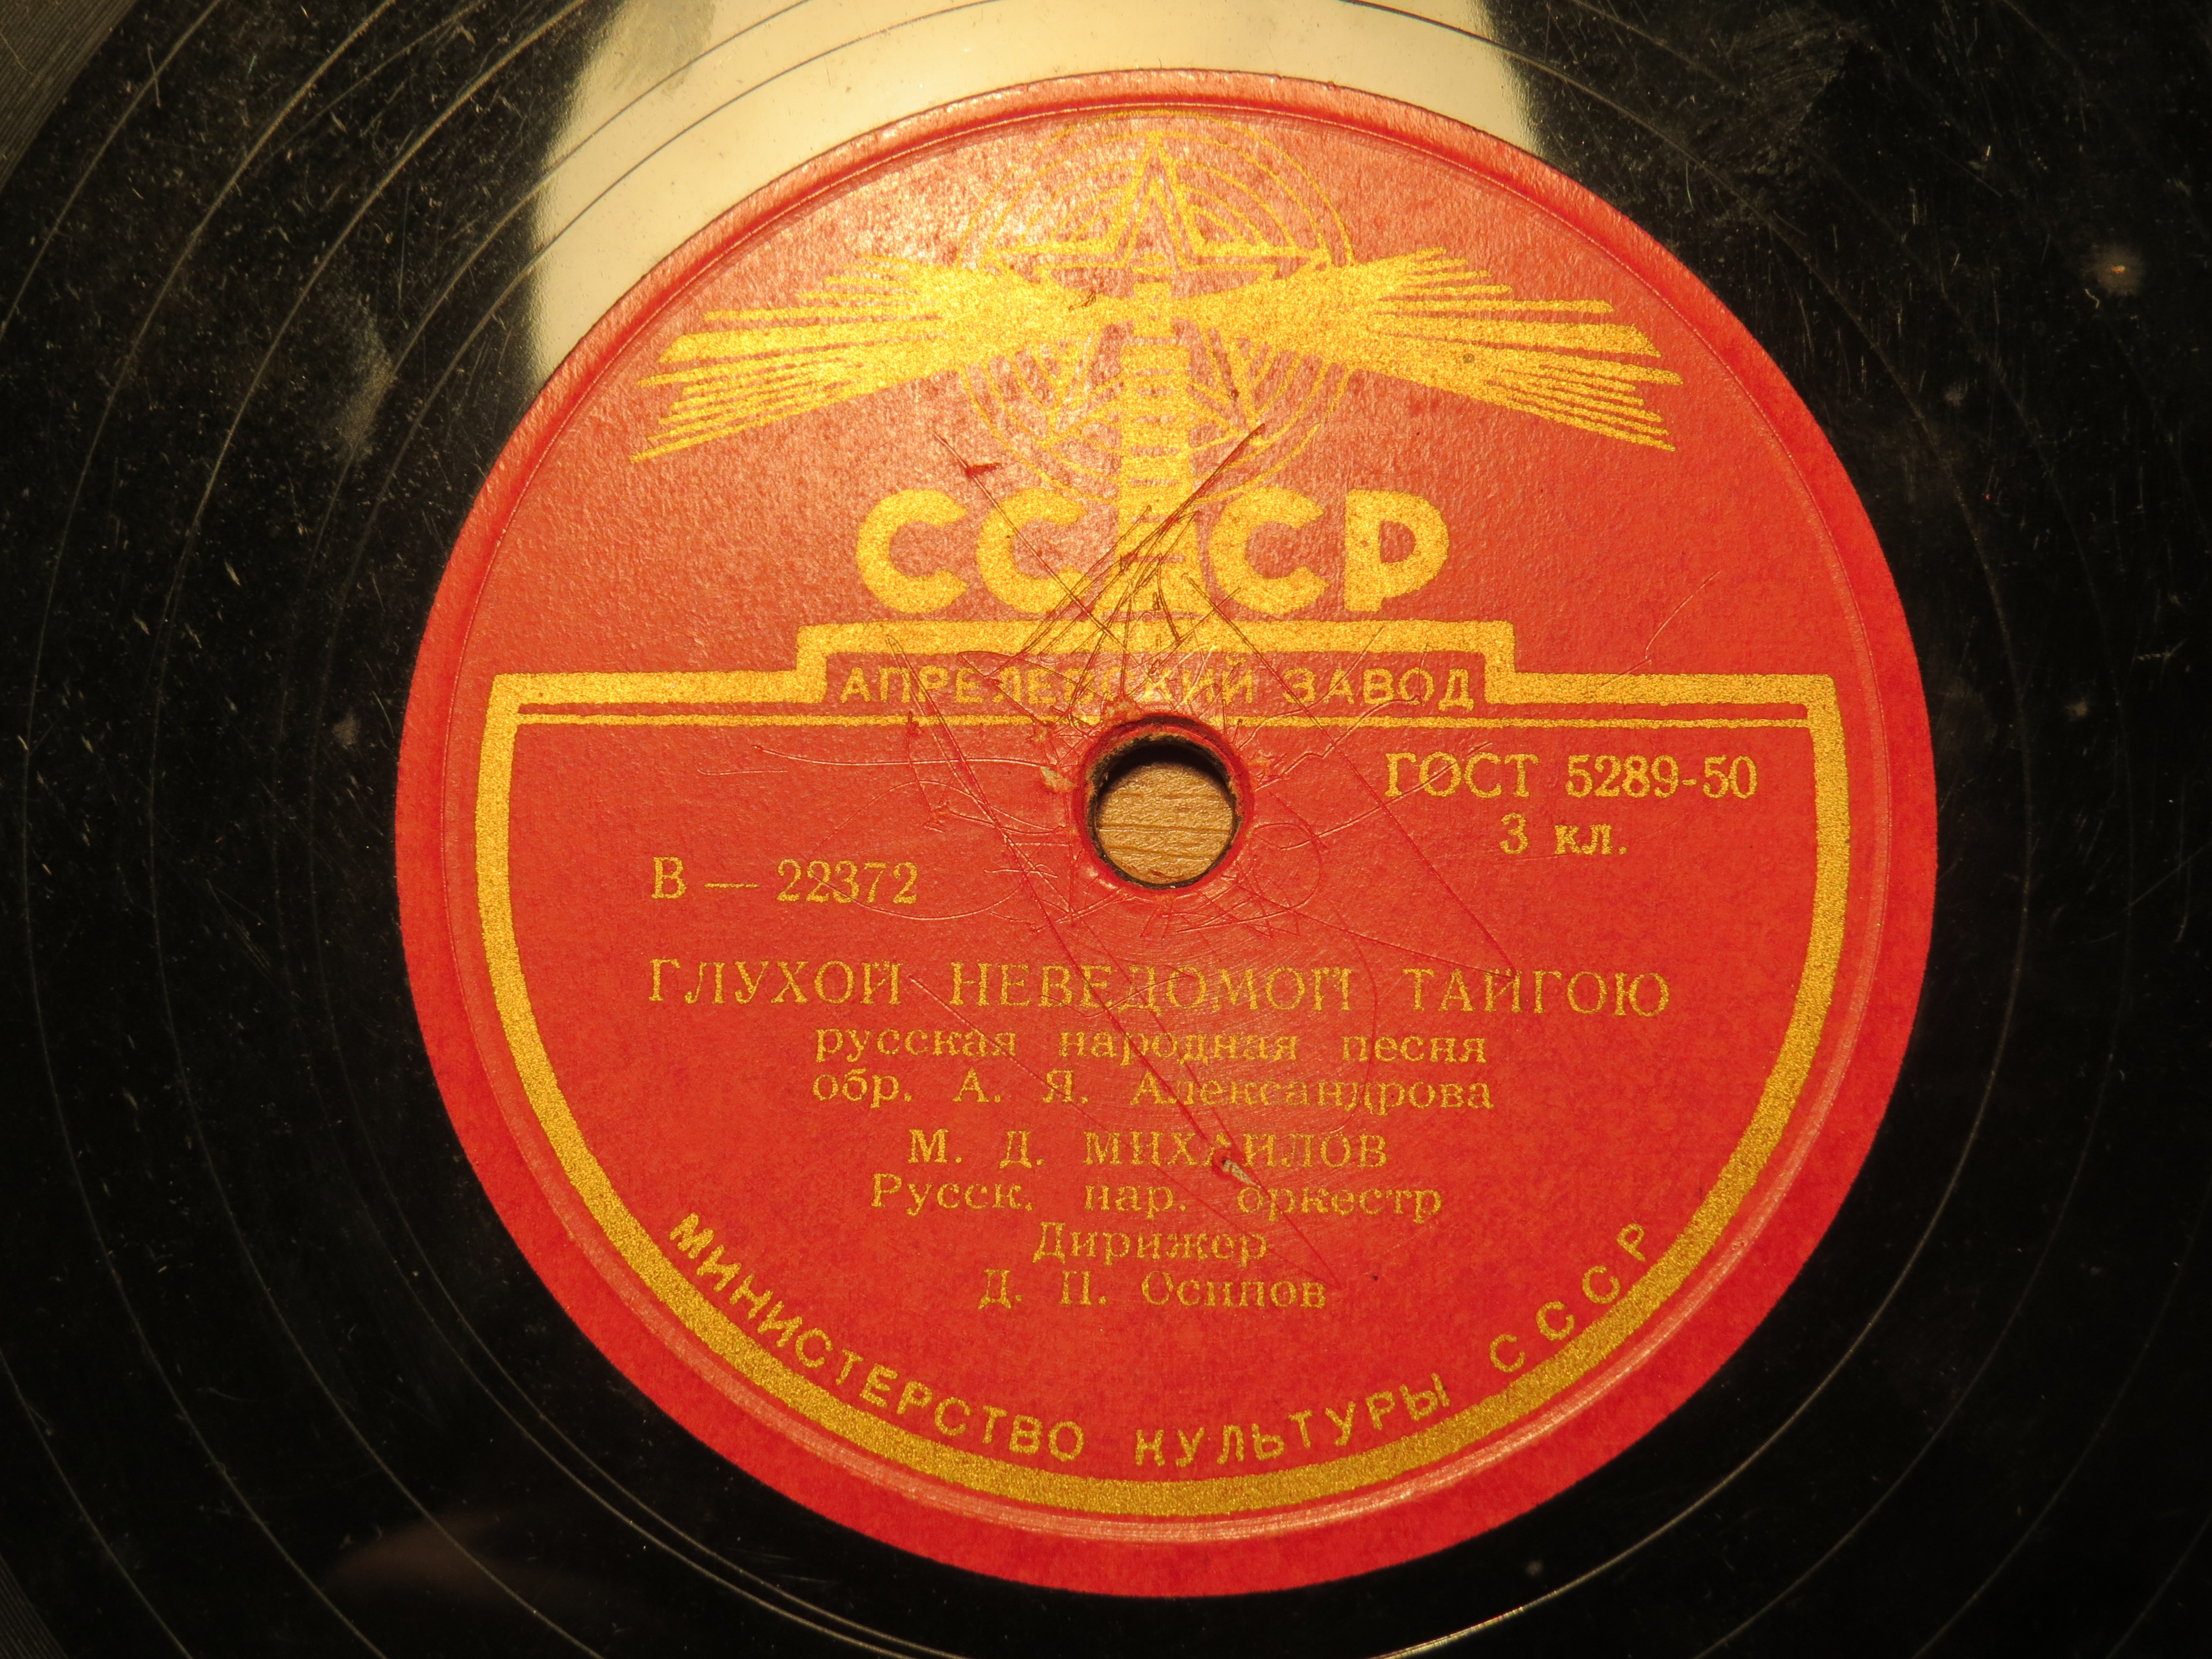 СССР
АПРЕЛЕВСКИЙ ЗАВОД
ГОСТ 5289-50
3 кл.
В — 22372
ГЛУХОЙ НЕВЕДОМОЙ ТАЙГОЮ
русская народная песня
обр. А. Я. Александрова
М. Д. МИХАЙЛОВ
Русск. нар. оркестр
Дирижер
Д. П. Осипов
МИНИСТЕРСТВО КУЛЬТУРЫ СССР